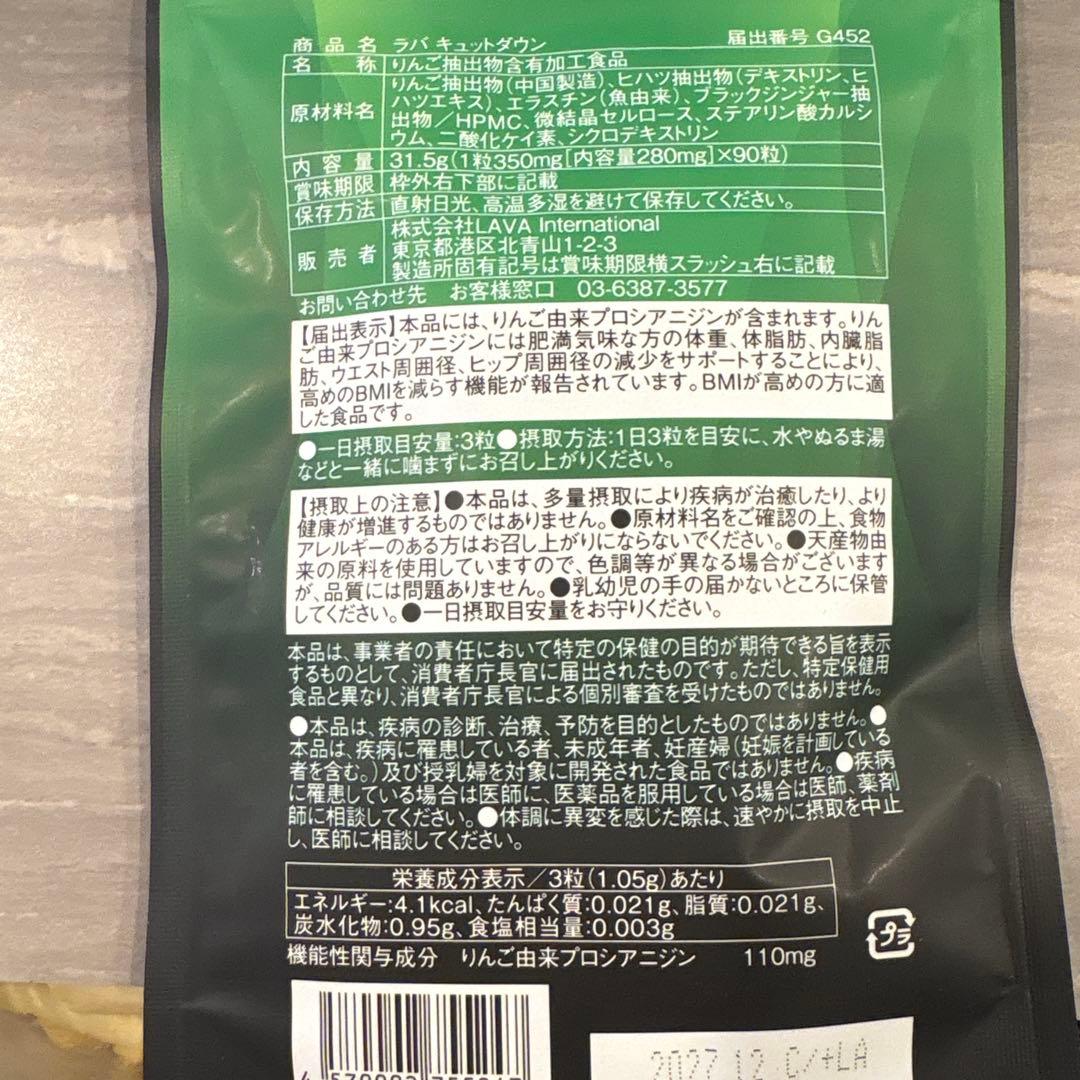 商品名 ラバ キュットダウン 届出番号 G452
名称 りんご抽出物含有加工食品
原材料名 りんご抽出物(中国製造)、ヒハツ抽出物(デキストリン、ヒ
ハツエキス)、エラスチン(魚由来)、ブラックジンジャー抽
出物/HPMC、微結晶セルロース、ステアリン酸カルシ
ウム、二酸化ケイ素、シクロデキストリン
内容量 31.5g(1粒350mg[内容量280mg]×90粒)
賞味期限 枠外右下部に記載
保存方法 直射日光、高温多湿を避けて保存してください。
販売者 株式会社LAVA International
東京都港区北青山1-2-3
製造所固有記号は賞味期限横スラッシュ右に記載
お問い合わせ先 お客様窓口 03-6387-3577
【届出表示】本品には、りんご由来プロシアニジンが含まれます。りん
ご由来プロシアニジンには肥満気味な方の体重、体脂肪、内臓脂
肪、ウエスト周囲径、ヒップ周囲径の減少をサポートすることにより、
高めのBMIを減らす機能が報告されています。BMIが高めの方に適
した食品です。
●一日摂取目安量:3粒●摂取方法:1日3粒を目安に、水やぬるま湯
などと一緒に噛まずにお召し上がりください。
【摂取上の注意】●本品は、多量摂取により疾病が治癒したり、より
健康が増進するものではありません。●原材料名をご確認の上、食物
アレルギーのある方はお召し上がりにならないでください。●天産物由
来の原料を使用していますので、色調等が異なる場合がございます
が、品質には問題ありません。●乳幼児の手の届かないところに保管
してください。●一日摂取目安量をお守りください。
本品は、事業者の責任において特定の保健の目的が期待できる旨を表示
するものとして、消費者庁長官に届出されたものです。ただし、特定保健用
食品と異なり、消費者庁長官による個別審査を受けたものではありません。
●本品は、疾病の診断、治療、予防を目的としたものではありません。●
本品は、疾病に罹患している者、未成年者、妊産婦(妊娠を計画している
者を含む。)及び授乳婦を対象に開発された食品ではありません。●疾病
に罹患している場合は医師に、医薬品を服用している場合は医師、薬剤
師に相談してください。●体調に異変を感じた際は、速やかに摂取を中止
し、医師に相談してください。
栄養成分表示/3粒(1.05g)あたり
エネルギー:4.1kcal、たんぱく質:0.021g、脂質:0.021g、
炭水化物:0.95g、食塩相当量:0.003g
プラ
機能性関与成分 りんご由来プロシアニジン 110mg